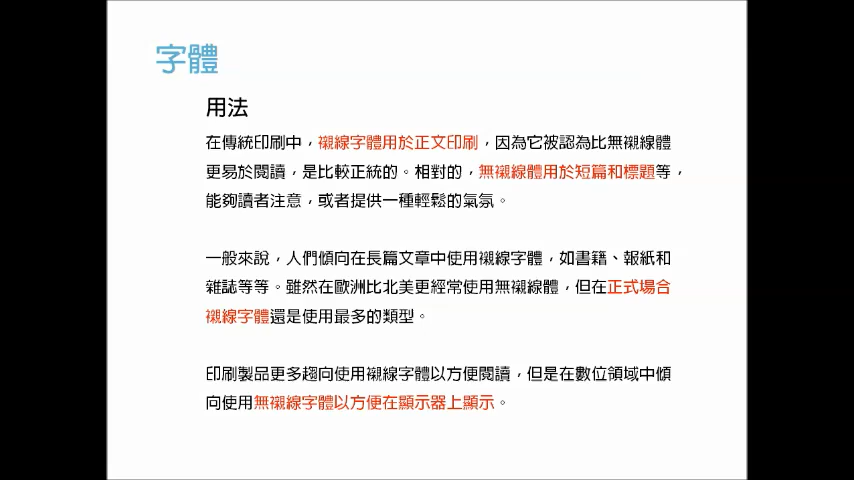 字體
用法
在傳統印刷中，襯線字體用於正文印刷，因為它被認為比無襯線體
更易於閱讀，是比較正統的。相對的，無襯線體用於短篇和標題等，
能夠讀者注意，或者提供一種輕鬆的氣氛。
一般來說，人們傾向在長篇文章中使用襯線字體，如書籍、報紙和
雜誌等等。雖然在歐洲比北美更經常使用無襯線體，但在正式場合
襯線字體還是使用最多的類型。
印刷製品更多趨向使用襯線字體以方便閱讀，但是在數位領域中傾
向使用無襯線字體以方便在顯示器上顯示。